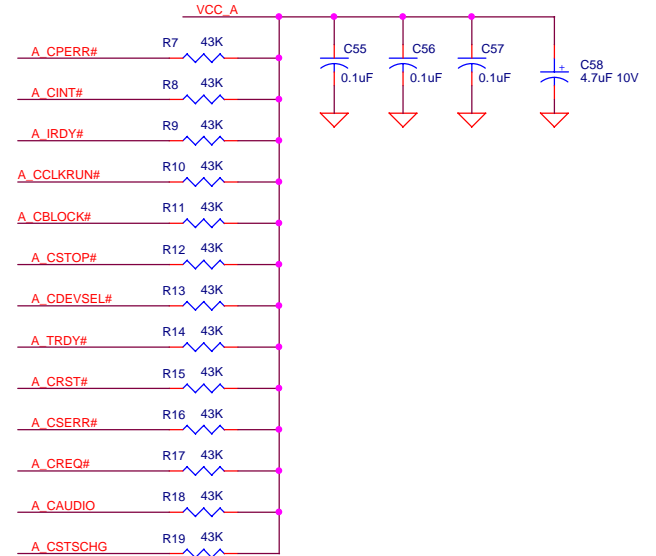 VCC_A
R7 43K
A_CPERR#
R8 43K
A_CINT#
R9 43K
A_IRDY#
R10 43K
A_CCLKRUN#
R11 43K
A_CBLOCK#
R12 43K
A_CSTOP#
R13 43K
A_CDEVSEL#
R14 43K
A_TRDY#
R15 43K
A_CRST#
R16 43K
A_CSERR#
R17 43K
A_CREQ#
R18 43K
A_CAUDIO
R19 43K
A_CSTSCHG
C55
0.1uF
C56
0.1uF
C57
0.1uF
+
C58
4.7uF 10V